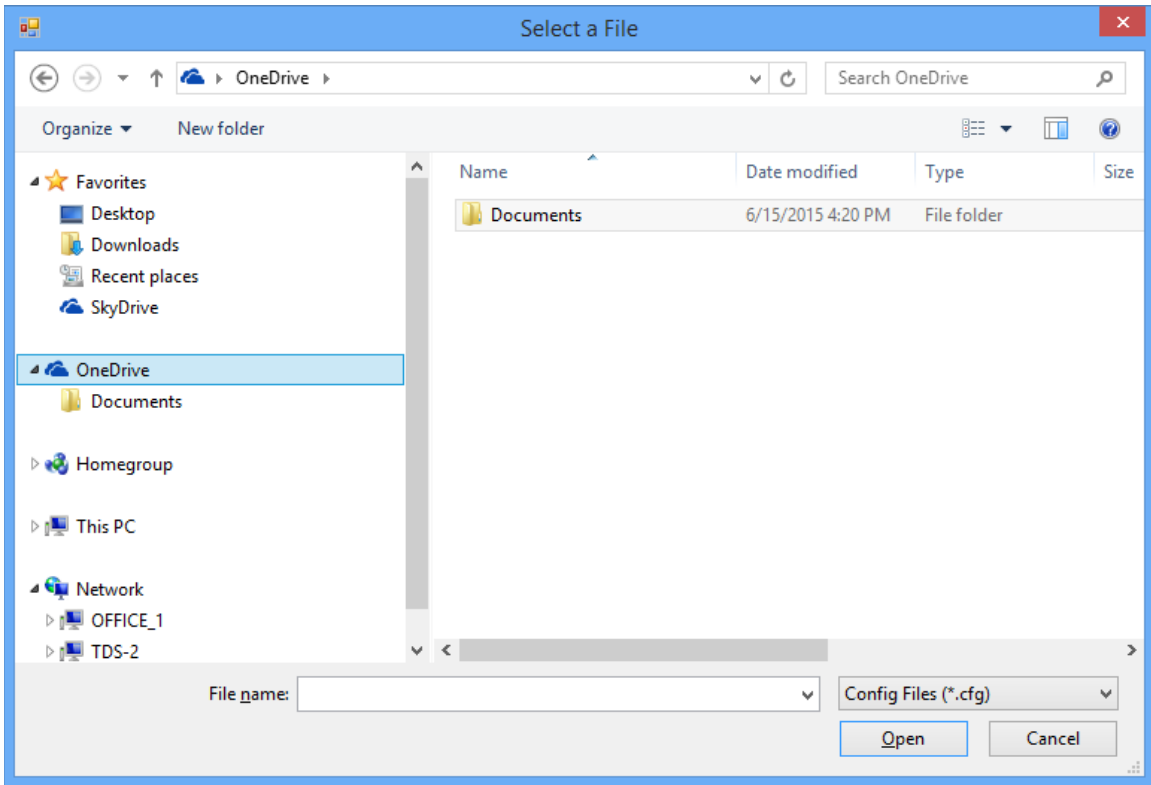 Select a File
OneDrive
Search OneDrive
Organize
New folder
Name Date modified Type Size
Documents 6/15/2015 4:20 PM File folder
Favorites
Desktop
Downloads
Recent places
SkyDrive
OneDrive
Documents
Homegroup
This PC
Network
OFFICE_1
TDS-2
File name:
Config Files (*.cfg)
Open Cancel